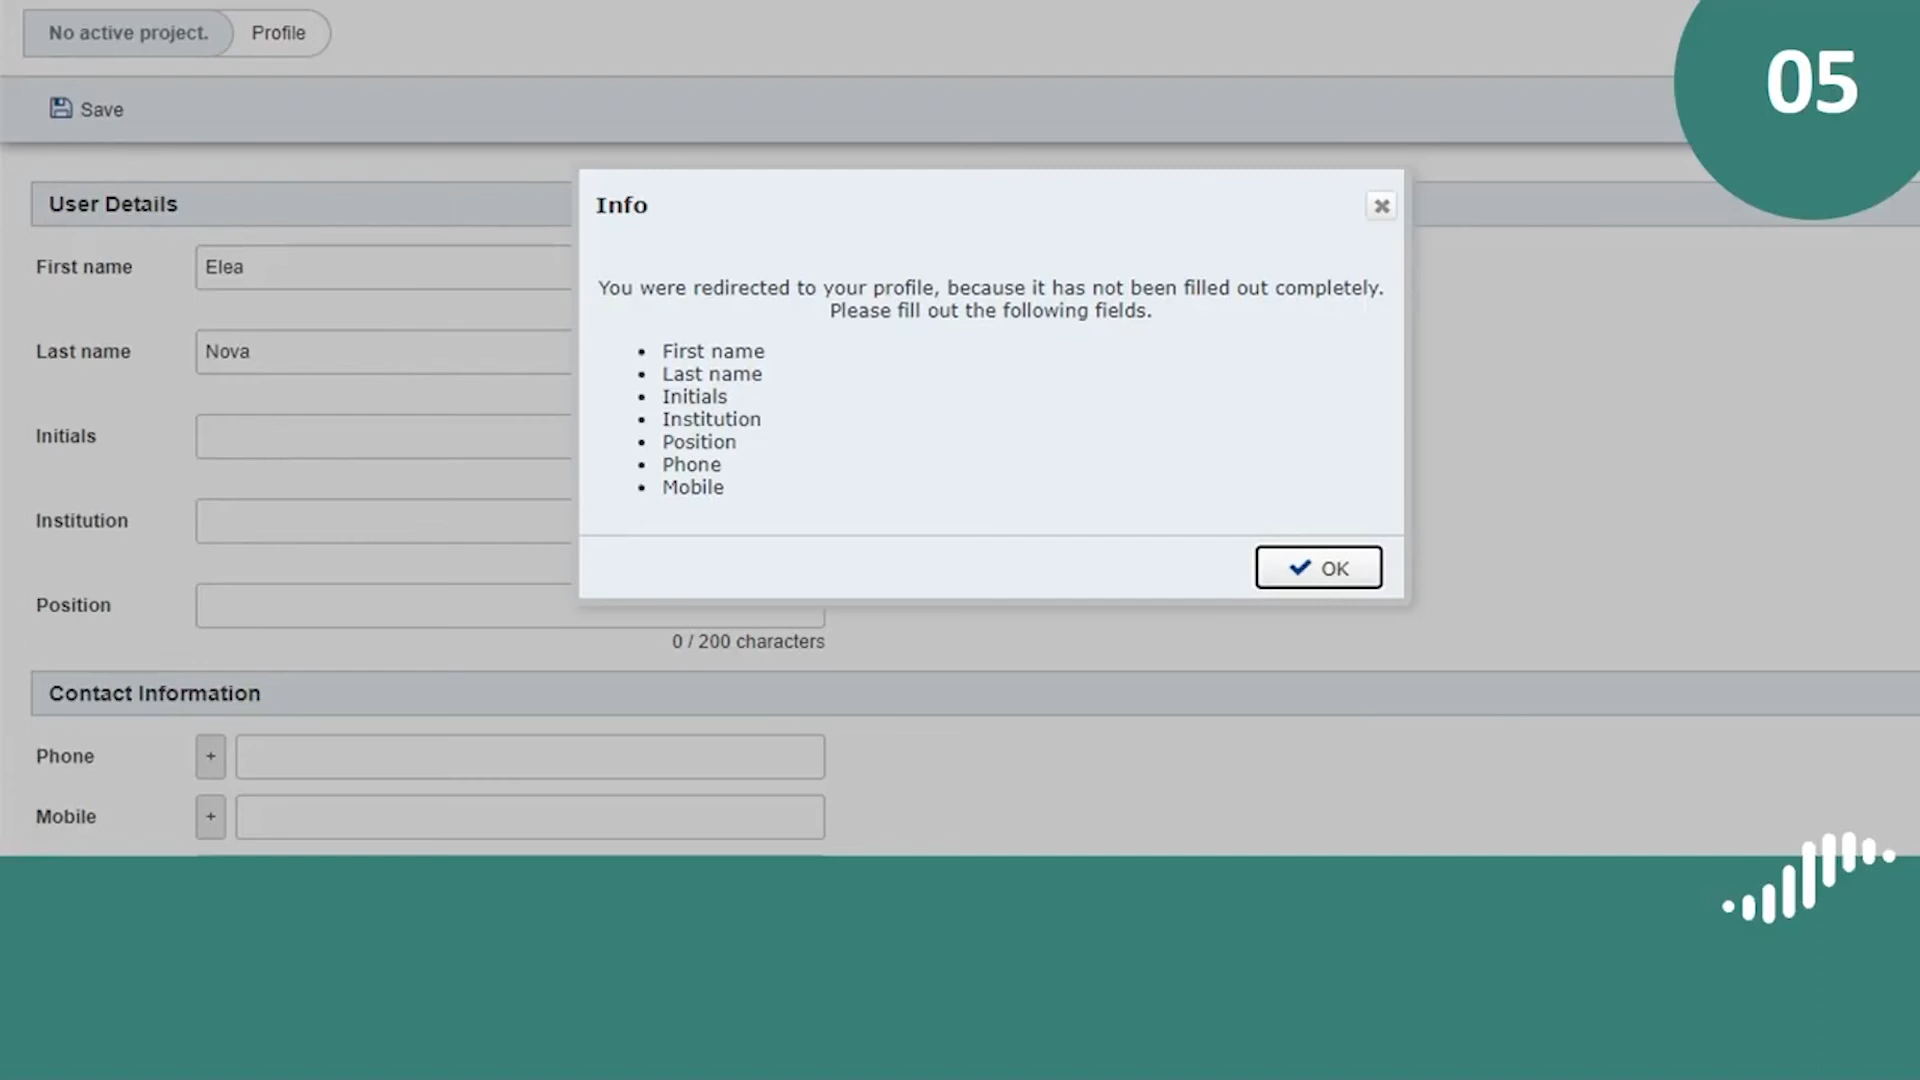 No active project.
Profile
05
Save
User Details
First name
Elea
Last name
Nova
Initials
Institution
Position
0 / 200 characters
Contact Information
Phone
+
Mobile
+
Info
You were redirected to your profile, because it has not been filled out completely.
Please fill out the following fields.
• First name
• Last name
• Initials
• Institution
• Position
• Phone
• Mobile
OK